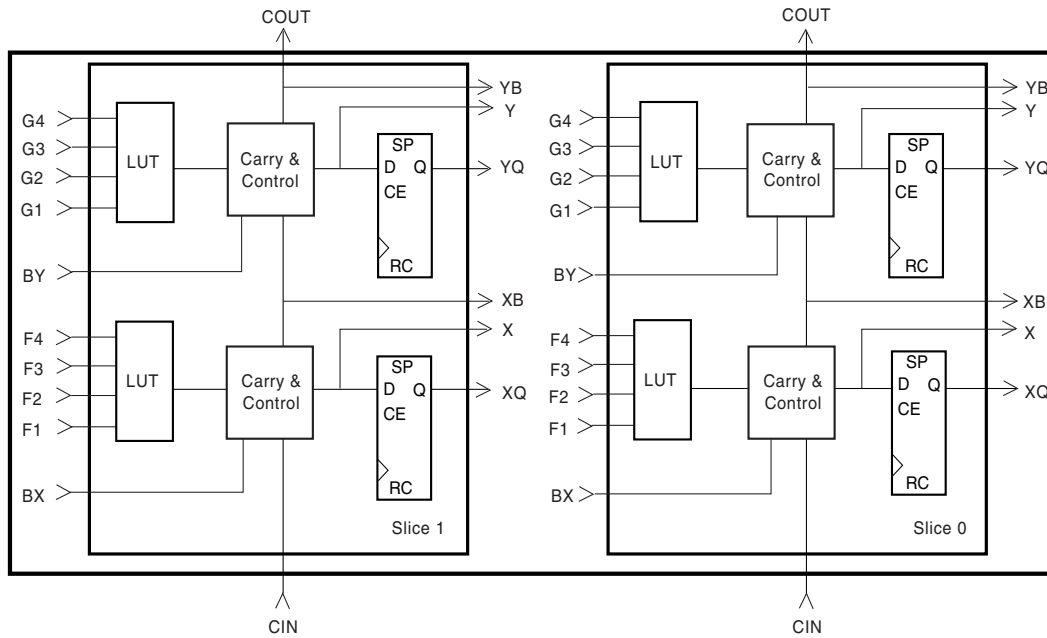 COUT
YB
Y
G4
G3
G2
G1
LUT
Carry &
Control
SP
D Q
CE
RC
YQ
BY
XB
X
F4
F3
F2
F1
LUT
Carry &
Control
SP
D Q
CE
RC
XQ
BX
Slice 1
CIN
COUT
YB
Y
G4
G3
G2
G1
LUT
Carry &
Control
SP
D Q
CE
RC
YQ
BY
XB
X
F4
F3
F2
F1
LUT
Carry &
Control
SP
D Q
CE
RC
XQ
BX
Slice 0
CIN